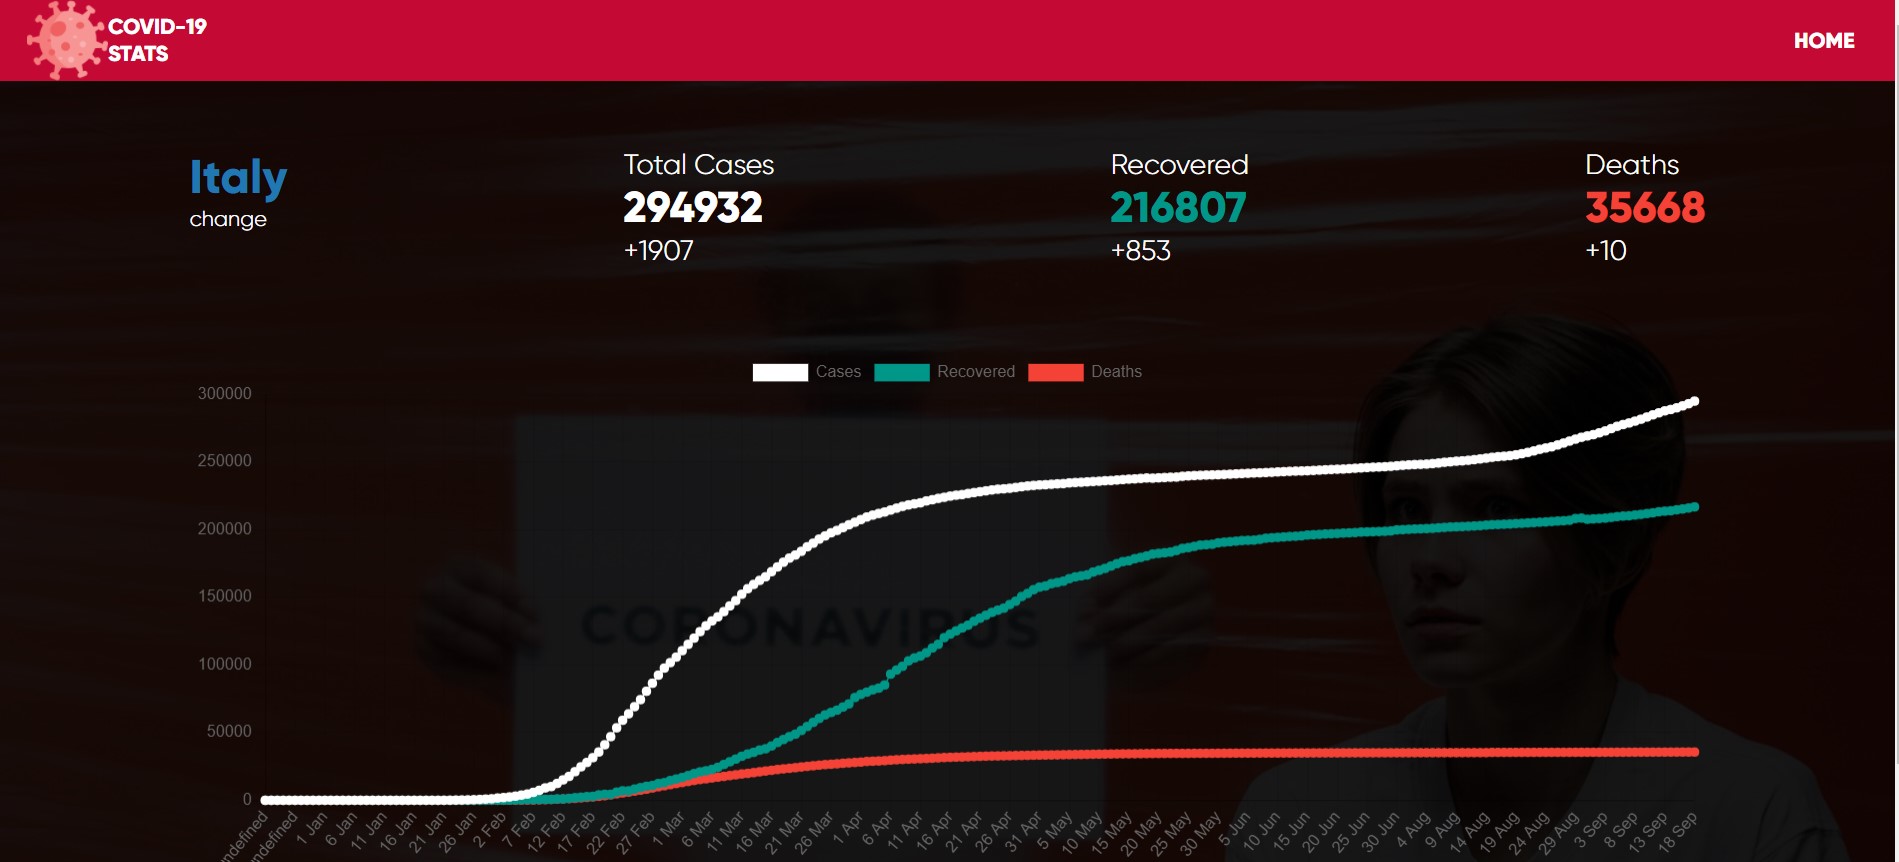 COVID-19
STATS
HOME
Italy
change
Total Cases
294932
+1907
Recovered
216807
+853
Deaths
35668
+10
Cases Recovered Deaths
300000
250000
200000
150000
100000
50000
0
CORONAVIRUS
undefined undefined 1 Jan 6 Jan 11 Jan 16 Jan 21 Jan 26 Jan 2 Feb 7 Feb 12 Feb 17 Feb 22 Feb 27 Feb 1 Mar 6 Mar 11 Mar 16 Mar 21 Mar 26 Mar 1 Apr 6 Apr 11 Apr 16 Apr 21 Apr 26 Apr 31 Apr 5 May 10 May 15 May 20 May 25 May 30 May 5 Jun 10 Jun 15 Jun 20 Jun 25 Jun 30 Jun 4 Aug 9 Aug 14 Aug 19 Aug 24 Aug 29 Aug 3 Sep 8 Sep 13 Sep 18 Sep